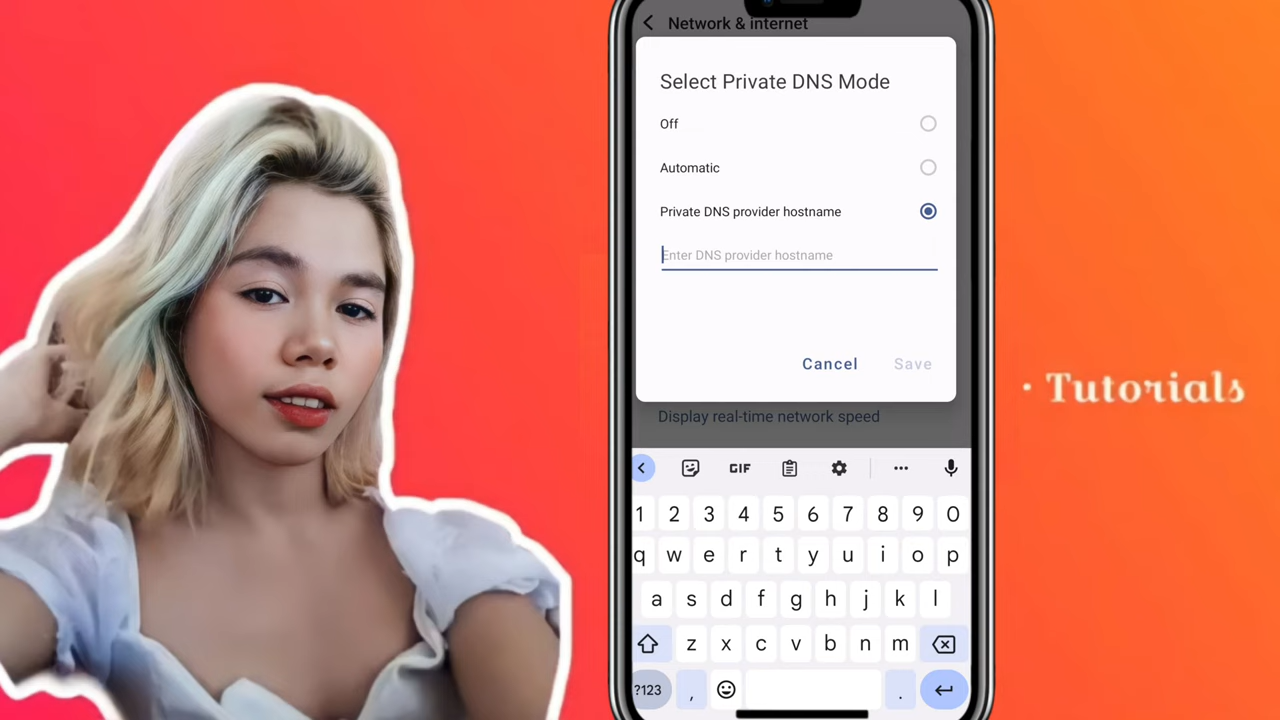 Network & internet
Select Private DNS Mode
Off
Automatic
Private DNS provider hostname
Enter DNS provider hostname
Cancel Save
Display real-time network speed
· Tutorials
GIF
1 2 3 4 5 6 7 8 9 0
q w e r t y u i o p
a s d f g h j k l
z x c v b n m
?123 , .